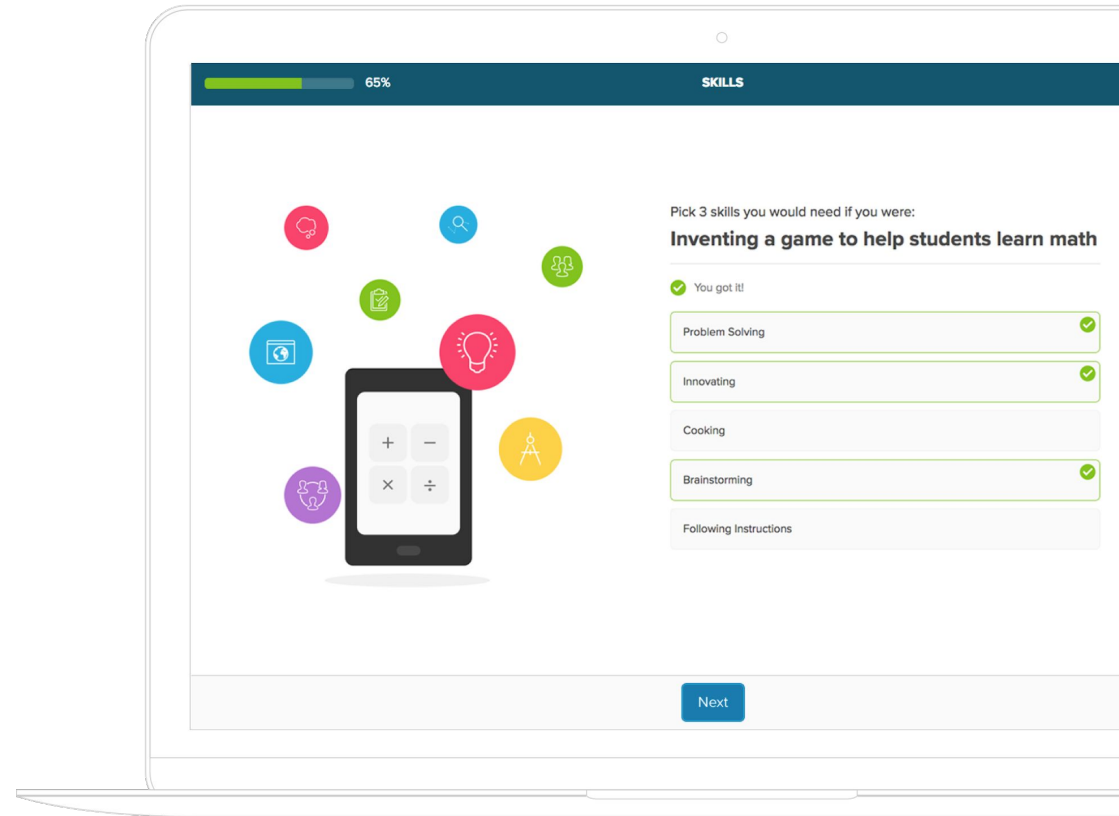 65%
SKILLS
Pick 3 skills you would need if you were:
Inventing a game to help students learn math
You got it!
Problem Solving
Innovating
Cooking
Brainstorming
Following Instructions
+ −
× ÷
Next